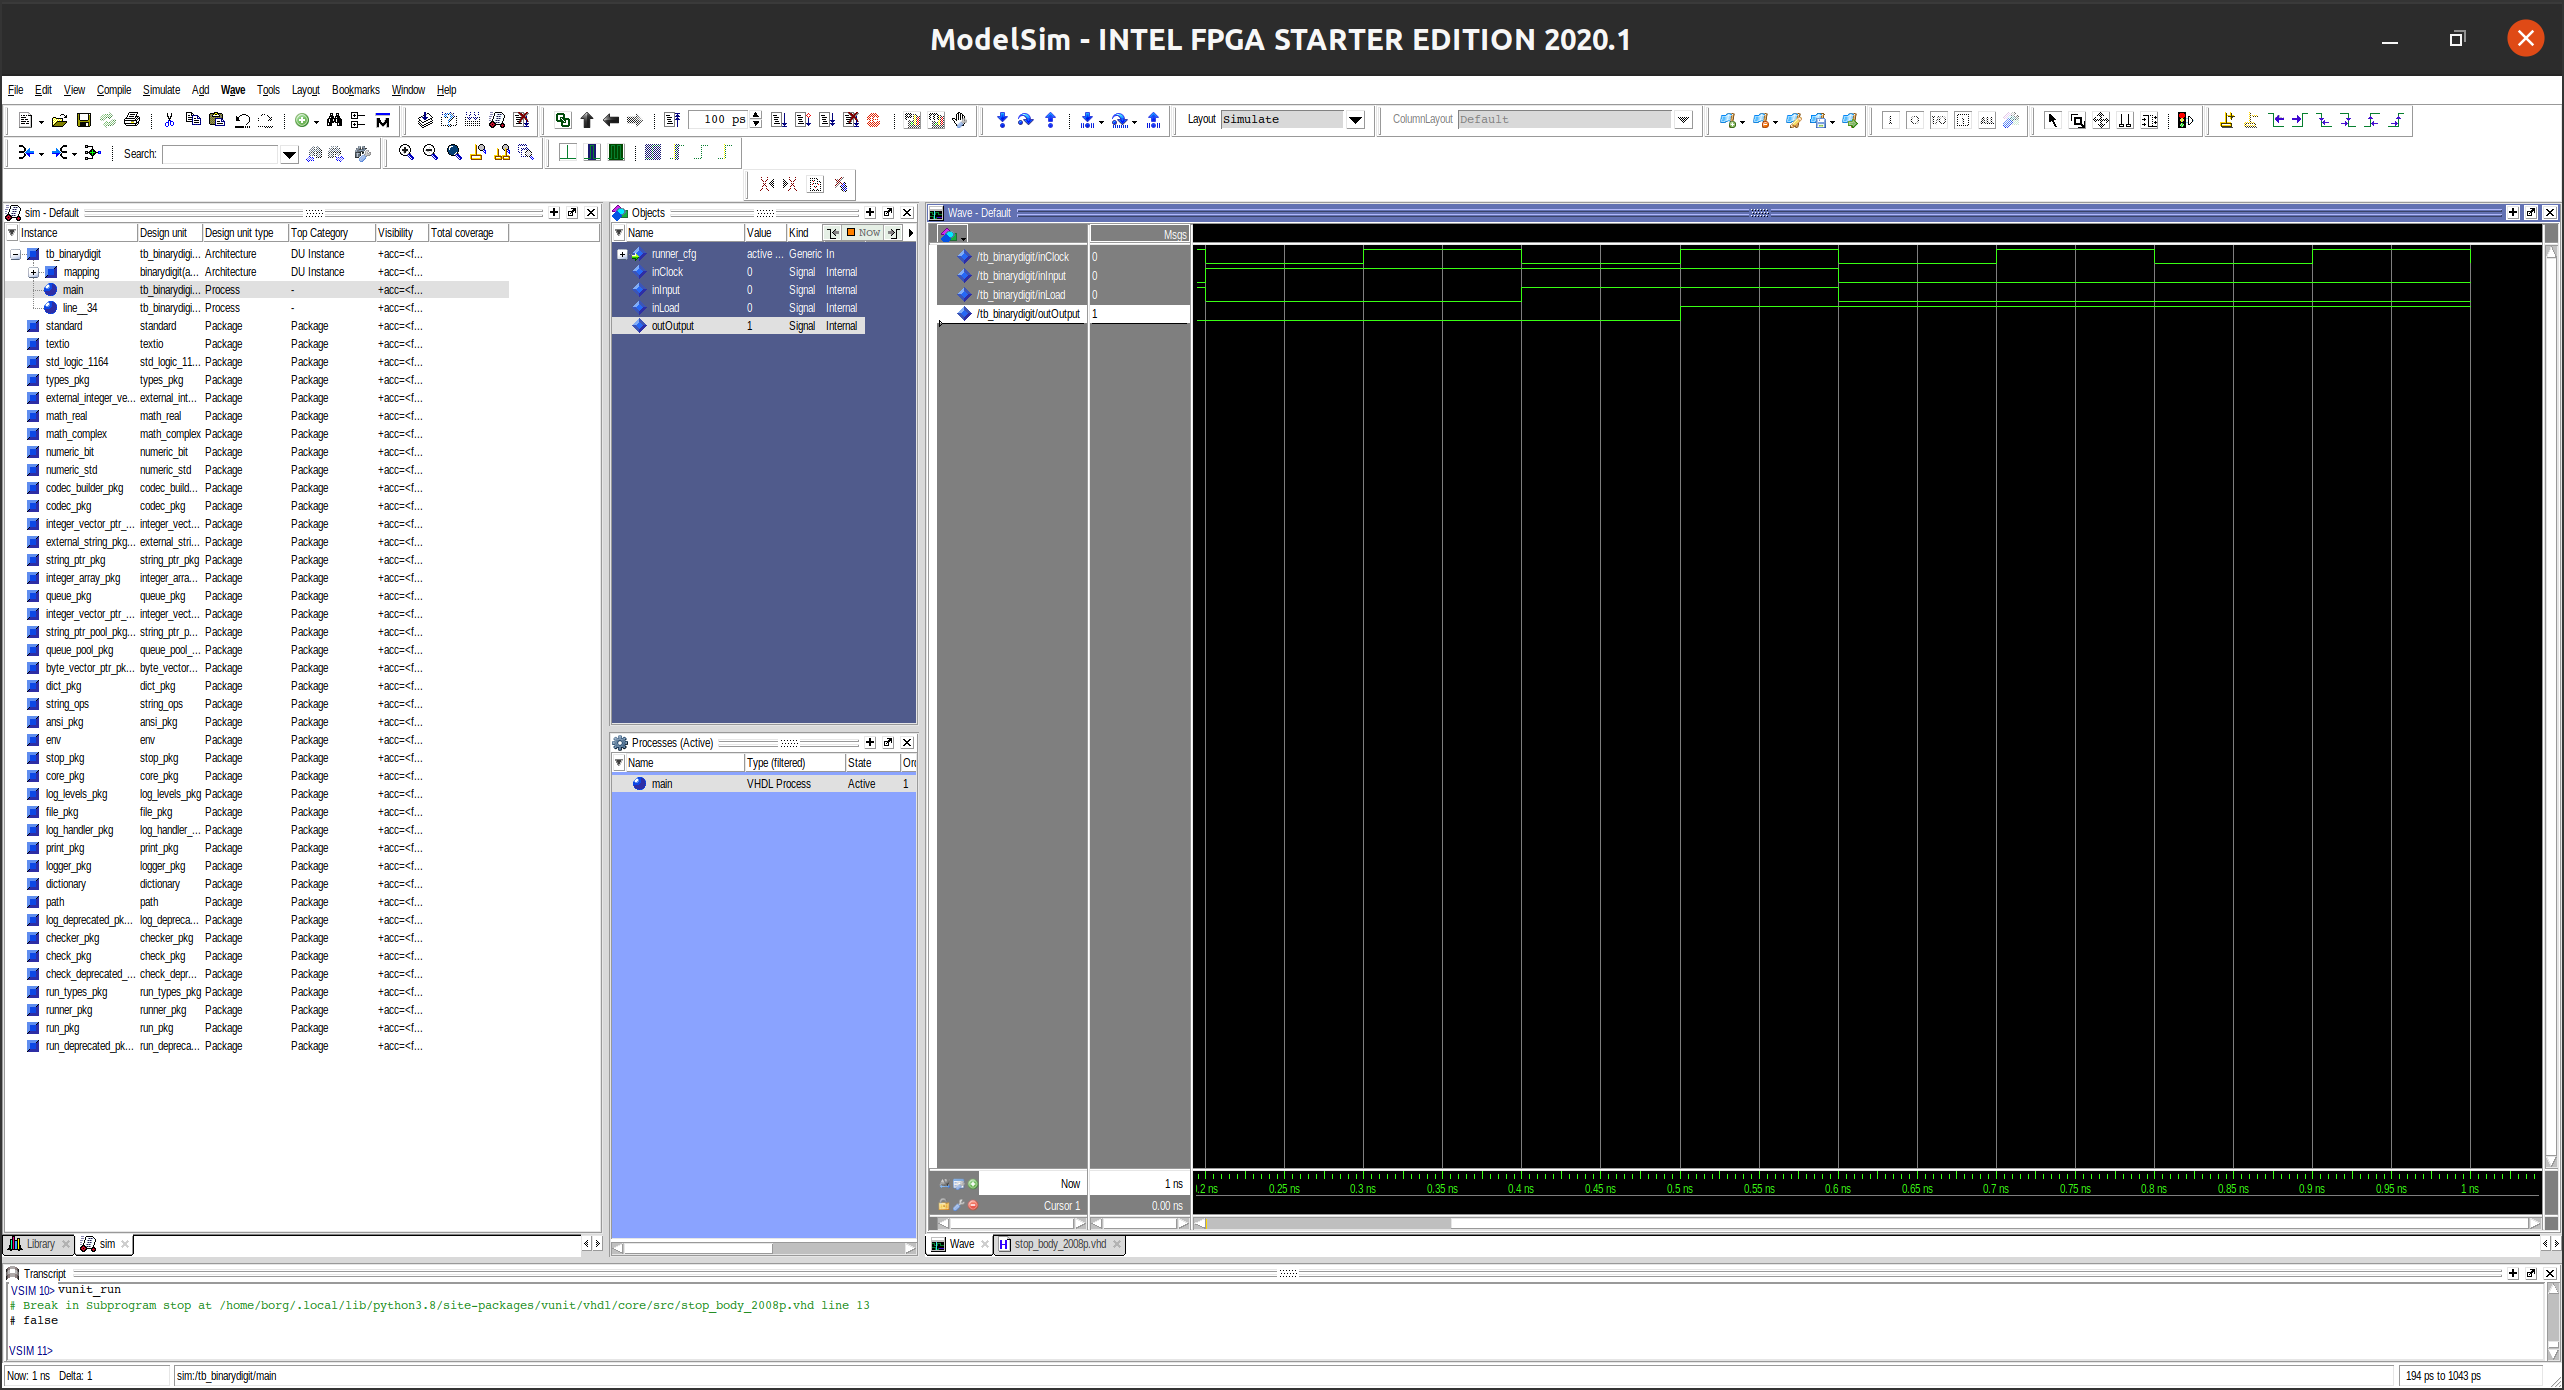 ModelSim - INTEL FPGA STARTER EDITION 2020.1
File Edit View Compile Simulate Add Wave Tools Layout Bookmarks Window Help
100 ps Layout Simulate ColumnLayout Default
Search:
sim - Default
Instance Design unit Design unit type Top Category Visibility Total coverage
tb_binarydigit tb_binarydigi... Architecture DU Instance +acc=<f...
mapping binarydigit(a... Architecture DU Instance +acc=<f...
main tb_binarydigi... Process - +acc=<f...
line__34 tb_binarydigi... Process - +acc=<f...
standard standard Package Package +acc=<f...
textio textio Package Package +acc=<f...
std_logic_1164 std_logic_11... Package Package +acc=<f...
types_pkg types_pkg Package Package +acc=<f...
external_integer_ve... external_int... Package Package +acc=<f...
math_real math_real Package Package +acc=<f...
math_complex math_complex Package Package +acc=<f...
numeric_bit numeric_bit Package Package +acc=<f...
numeric_std numeric_std Package Package +acc=<f...
codec_builder_pkg codec_build... Package Package +acc=<f...
codec_pkg codec_pkg Package Package +acc=<f...
integer_vector_ptr_... integer_vect... Package Package +acc=<f...
external_string_pkg... external_stri... Package Package +acc=<f...
string_ptr_pkg string_ptr_pkg Package Package +acc=<f...
integer_array_pkg integer_arra... Package Package +acc=<f...
queue_pkg queue_pkg Package Package +acc=<f...
integer_vector_ptr_... integer_vect... Package Package +acc=<f...
string_ptr_pool_pkg... string_ptr_p... Package Package +acc=<f...
queue_pool_pkg queue_pool_... Package Package +acc=<f...
byte_vector_ptr_pk... byte_vector... Package Package +acc=<f...
dict_pkg dict_pkg Package Package +acc=<f...
string_ops string_ops Package Package +acc=<f...
ansi_pkg ansi_pkg Package Package +acc=<f...
env env Package Package +acc=<f...
stop_pkg stop_pkg Package Package +acc=<f...
core_pkg core_pkg Package Package +acc=<f...
log_levels_pkg log_levels_pkg Package Package +acc=<f...
file_pkg file_pkg Package Package +acc=<f...
log_handler_pkg log_handler_... Package Package +acc=<f...
print_pkg print_pkg Package Package +acc=<f...
logger_pkg logger_pkg Package Package +acc=<f...
dictionary dictionary Package Package +acc=<f...
path path Package Package +acc=<f...
log_deprecated_pk... log_depreca... Package Package +acc=<f...
checker_pkg checker_pkg Package Package +acc=<f...
check_pkg check_pkg Package Package +acc=<f...
check_deprecated_... check_depr... Package Package +acc=<f...
run_types_pkg run_types_pkg Package Package +acc=<f...
runner_pkg runner_pkg Package Package +acc=<f...
run_pkg run_pkg Package Package +acc=<f...
run_deprecated_pk... run_depreca... Package Package +acc=<f...
Library sim
Objects
Name Value Kind Now
runner_cfg active ... Generic In
inClock 0 Signal Internal
inInput 0 Signal Internal
inLoad 0 Signal Internal
outOutput 1 Signal Internal
Processes (Active)
Name Type (filtered) State Ord
main VHDL Process Active 1
Wave - Default
Msgs
/tb_binarydigit/inClock 0
/tb_binarydigit/inInput 0
/tb_binarydigit/inLoad 0
/tb_binarydigit/outOutput 1
Now 1 ns
.2 ns 0.25 ns 0.3 ns 0.35 ns 0.4 ns 0.45 ns 0.5 ns 0.55 ns 0.6 ns 0.65 ns 0.7 ns 0.75 ns 0.8 ns 0.85 ns 0.9 ns 0.95 ns 1 ns
Cursor 1 0.00 ns
Wave stop_body_2008p.vhd
Transcript
VSIM 10> vunit_run
# Break in Subprogram stop at /home/borg/.local/lib/python3.8/site-packages/vunit/vhdl/core/src/stop_body_2008p.vhd line 13
# false
VSIM 11>
Now: 1 ns Delta: 1 sim:/tb_binarydigit/main 194 ps to 1043 ps